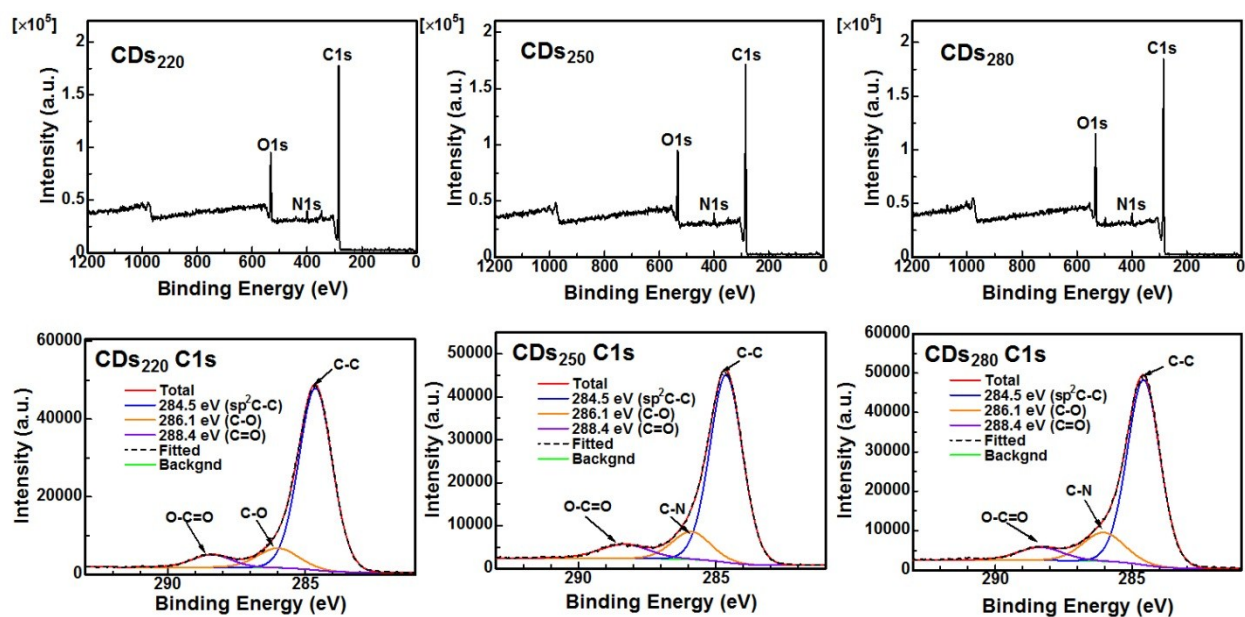 [×10⁵]
CDs₂₂₀
C1s
O1s
N1s
Intensity (a.u.)
2
1.5
1
0.5
0
1200 1000 800 600 400 200 0
Binding Energy (eV)
[×10⁵]
CDs₂₅₀
C1s
O1s
N1s
Intensity (a.u.)
2
1.5
1
0.5
0
1200 1000 800 600 400 200 0
Binding Energy (eV)
[×10⁵]
CDs₂₈₀
C1s
O1s
N1s
Intensity (a.u.)
2
1.5
1
0.5
0
1200 1000 800 600 400 200 0
Binding Energy (eV)
CDs₂₂₀ C1s
C-C
Total
284.5 eV (sp²C-C)
286.1 eV (C-O)
288.4 eV (C=O)
Fitted
Backgnd
O-C=O
C-O
Intensity (a.u.)
60000
50000
40000
30000
20000
10000
0
290 285
Binding Energy (eV)
CDs₂₅₀ C1s
C-C
Total
284.5 eV (sp²C-C)
286.1 eV (C-O)
288.4 eV (C=O)
Fitted
Backgnd
O-C=O
C-N
Intensity (a.u.)
50000
40000
30000
20000
10000
0
290 285
Binding Energy (eV)
CDs₂₈₀ C1s
C-C
Total
284.5 eV (sp²C-C)
286.1 eV (C-O)
288.4 eV (C=O)
Fitted
Backgnd
O-C=O
C-N
Intensity (a.u.)
60000
50000
40000
30000
20000
10000
0
290 285
Binding Energy (eV)